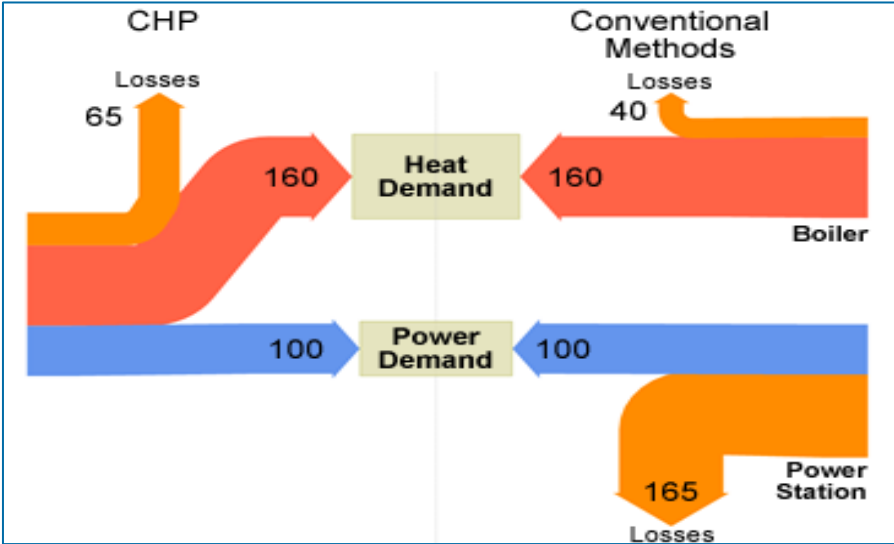 CHP
Conventional
Methods
Losses
65
Losses
40
160
Heat
Demand
160
Boiler
100
Power
Demand
100
165
Power
Station
Losses